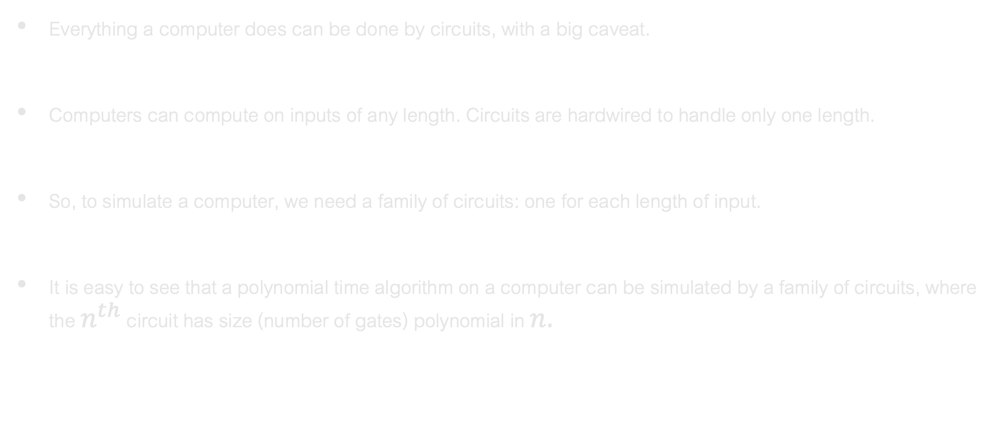 • Everything a computer does can be done by circuits, with a big caveat.
• Computers can compute on inputs of any length. Circuits are hardwired to handle only one length.
• So, to simulate a computer, we need a family of circuits: one for each length of input.
• It is easy to see that a polynomial time algorithm on a computer can be simulated by a family of circuits, where
the n^th circuit has size (number of gates) polynomial in n.